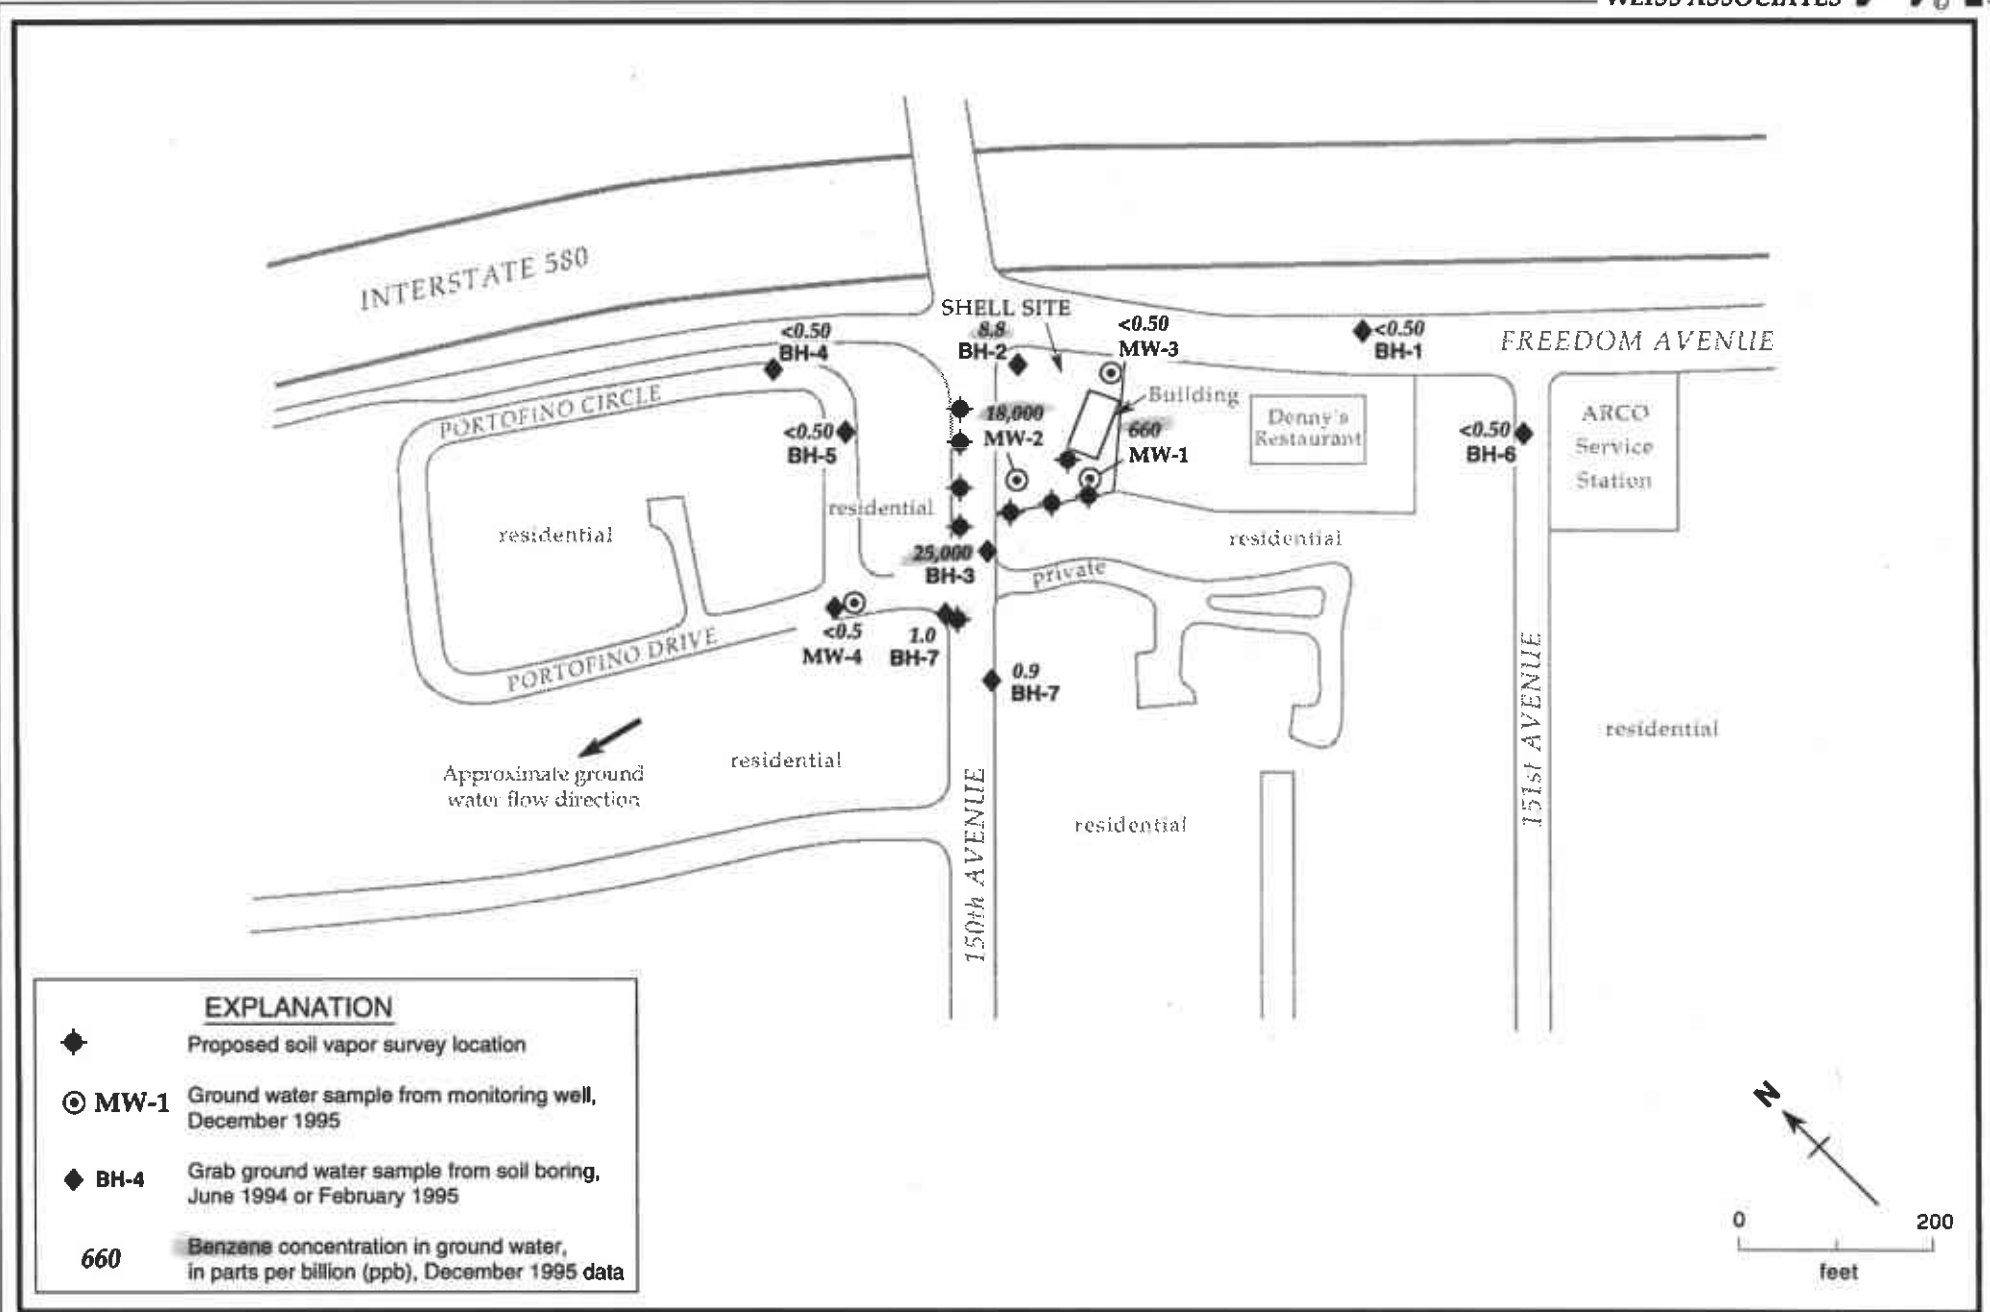 WEISS ASSOCIATES
INTERSTATE 580
SHELL SITE
<0.50
BH-4
8.8
BH-2
<0.50
MW-3
<0.50
BH-1
FREEDOM AVENUE
PORTOFINO CIRCLE
<0.50
BH-5
18,000
MW-2
Building
660
MW-1
Denny's
Restaurant
<0.50
BH-6
ARCO
Service
Station
residential
residential
25,000
BH-3
private
residential
<0.5
MW-4
1.0
BH-7
PORTOFINO DRIVE
0.9
BH-7
151st AVENUE
residential
Approximate ground
water flow direction
residential
150th AVENUE
residential
EXPLANATION
Proposed soil vapor survey location
MW-1 Ground water sample from monitoring well,
December 1995
BH-4 Grab ground water sample from soil boring,
June 1994 or February 1995
660 Benzene concentration in ground water,
in parts per billion (ppb), December 1995 data
N
0 200
feet